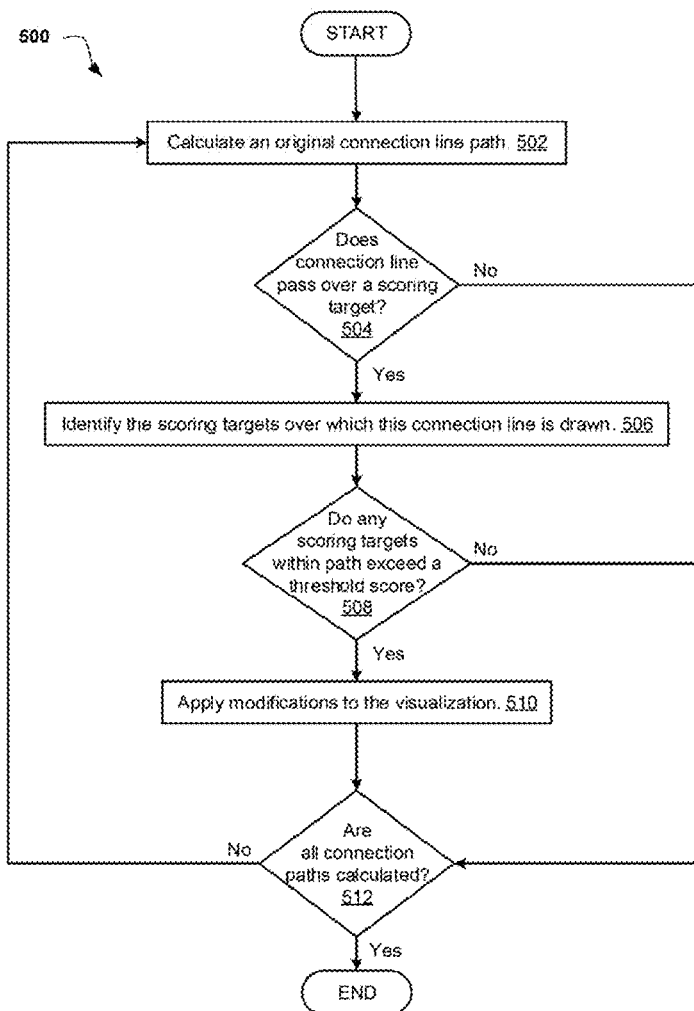 500
START
Calculate an original connection line path. 502
Does
connection line
pass over a scoring
target?
504
No
Yes
Identify the scoring targets over which this connection line is drawn. 506
Do any
scoring targets
within path exceed a
threshold score?
508
No
Yes
Apply modifications to the visualization. 510
Are
all connection
paths calculated?
512
No
Yes
END